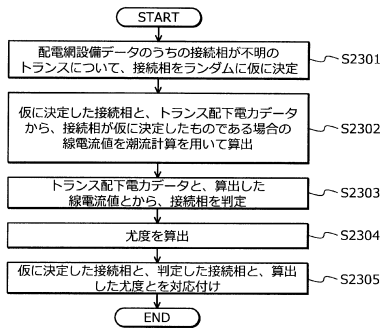 START
配電網設備データのうちの接続相が不明の
トランスについて、接続相をランダムに仮に決定
S2301
仮に決定した接続相と、トランス配下電力データ
から、接続相が仮に決定したものである場合の
線電流値を潮流計算を用いて算出
S2302
トランス配下電力データと、算出した
線電流値とから、接続相を判定
S2303
尤度を算出
S2304
仮に決定した接続相と、判定した接続相と、算出
した尤度とを対応付け
S2305
END